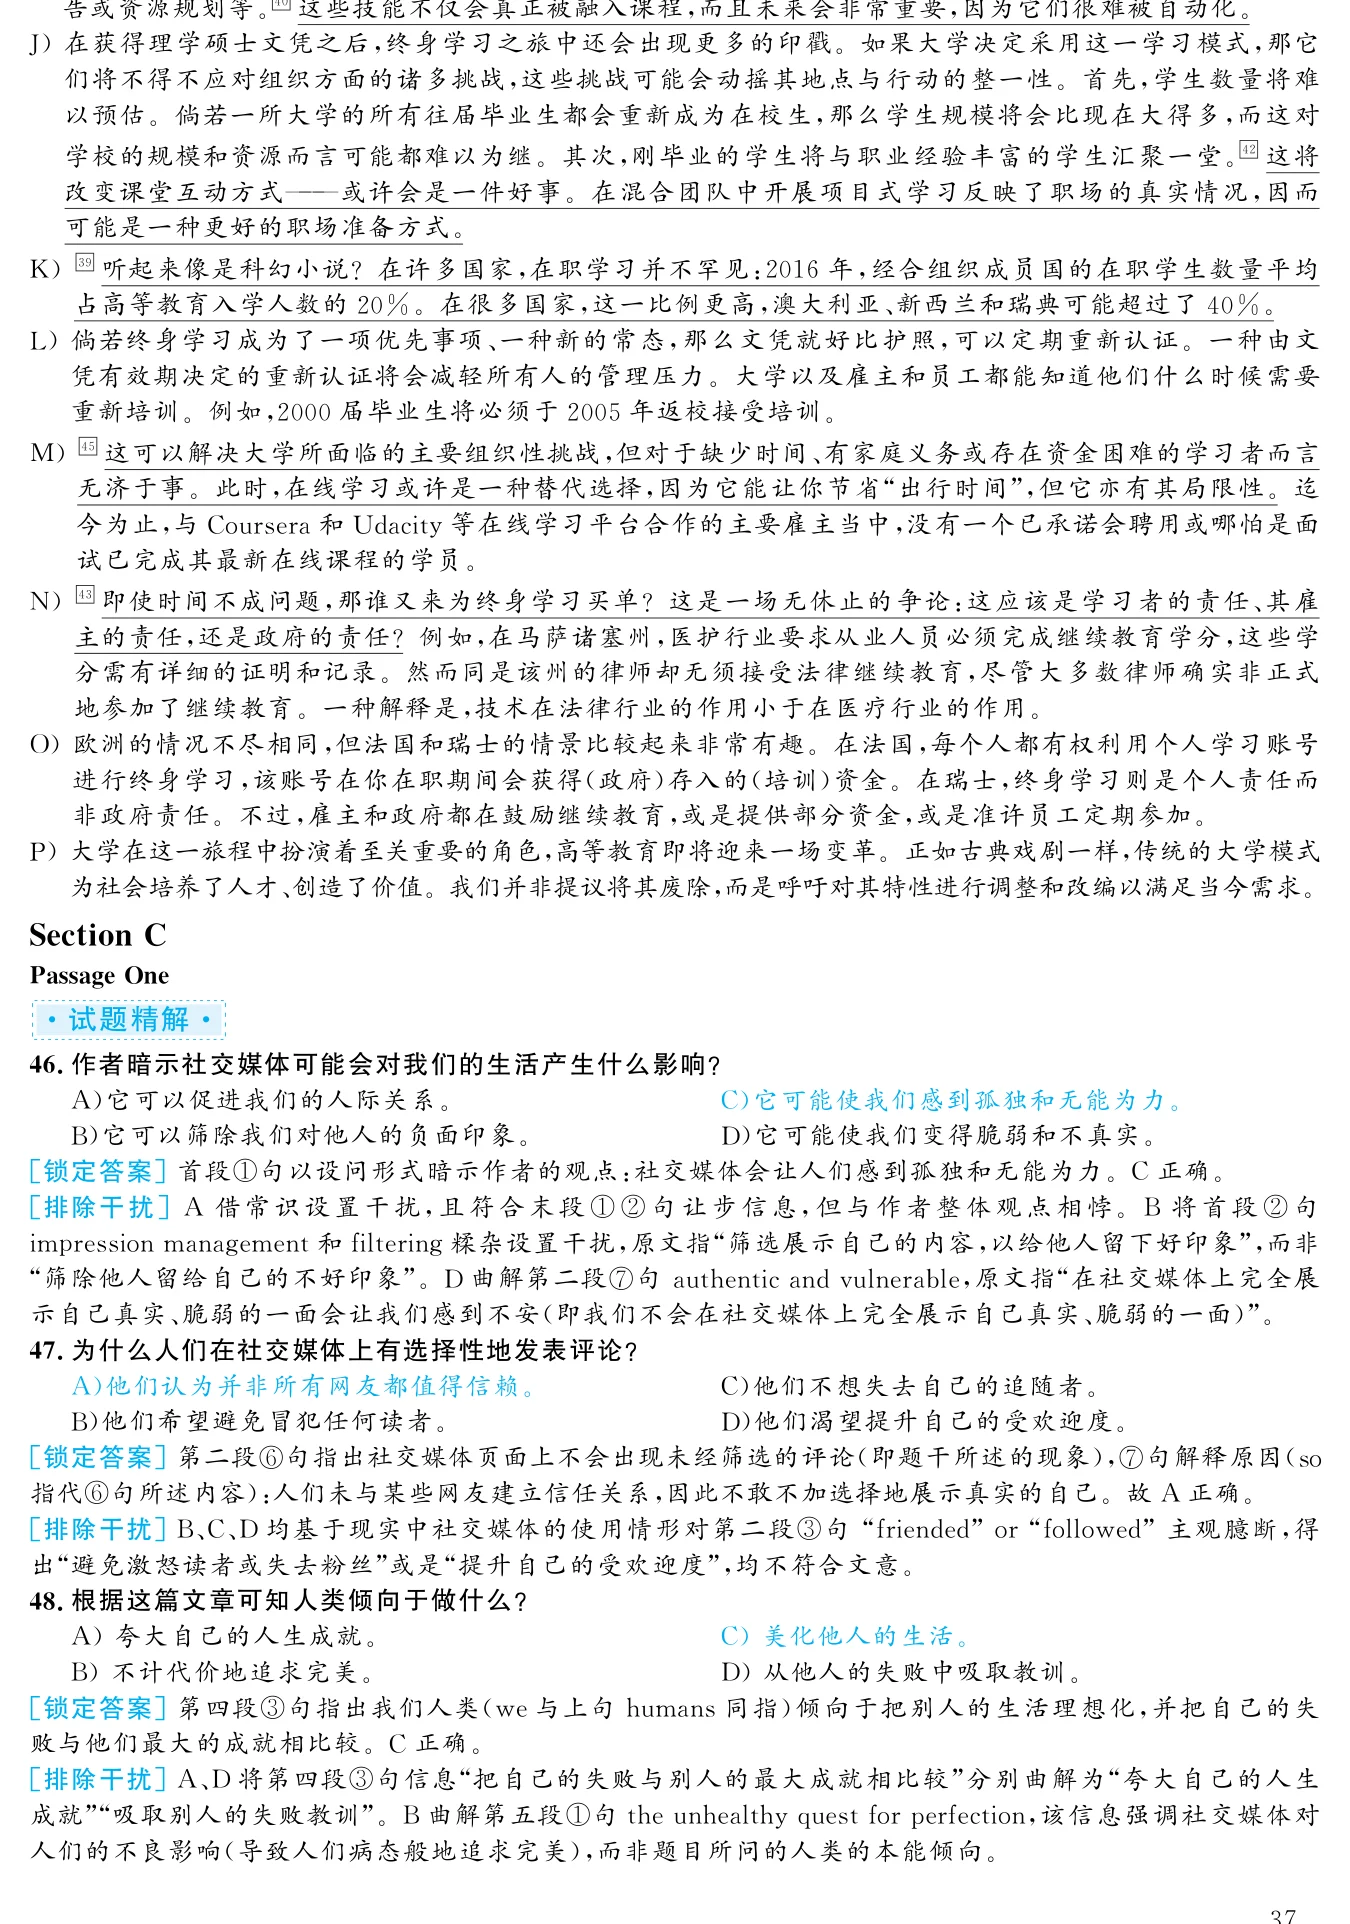 告或资源规划等。[40]这些技能不仅会真正被融入课程,而且未来会非常重要,因为它们很难被自动化。
J) 在获得理学硕士文凭之后,终身学习之旅中还会出现更多的印戳。如果大学决定采用这一学习模式,那它
们将不得不应对组织方面的诸多挑战,这些挑战可能会动摇其地点与行动的整一性。首先,学生数量将难
以预估。倘若一所大学的所有往届毕业生都会重新成为在校生,那么学生规模将会比现在大得多,而这对
学校的规模和资源而言可能都难以为继。其次,刚毕业的学生将与职业经验丰富的学生汇聚一堂。[42]这将
改变课堂互动方式——或许会是一件好事。在混合团队中开展项目式学习反映了职场的真实情况,因而
可能是一种更好的职场准备方式。
K) [39]听起来像是科幻小说?在许多国家,在职学习并不罕见:2016 年,经合组织成员国的在职学生数量平均
占高等教育入学人数的 20%。在很多国家,这一比例更高,澳大利亚、新西兰和瑞典可能超过了 40%。
L) 倘若终身学习成为了一项优先事项、一种新的常态,那么文凭就好比护照,可以定期重新认证。一种由文
凭有效期决定的重新认证将会减轻所有人的管理压力。大学以及雇主和员工都能知道他们什么时候需要
重新培训。例如,2000 届毕业生将必须于 2005 年返校接受培训。
M) [45]这可以解决大学所面临的主要组织性挑战,但对于缺少时间、有家庭义务或存在资金困难的学习者而言
无济于事。此时,在线学习或许是一种替代选择,因为它能让你节省“出行时间”,但它亦有其局限性。迄
今为止,与 Coursera 和 Udacity 等在线学习平台合作的主要雇主当中,没有一个已承诺会聘用或哪怕是面
试已完成其最新在线课程的学员。
N) [43]即使时间不成问题,那谁又来为终身学习买单?这是一场无休止的争论:这应该是学习者的责任、其雇
主的责任,还是政府的责任?例如,在马萨诸塞州,医护行业要求从业人员必须完成继续教育学分,这些学
分需有详细的证明和记录。然而同是该州的律师却无须接受法律继续教育,尽管大多数律师确实非正式
地参加了继续教育。一种解释是,技术在法律行业的作用小于在医疗行业的作用。
O) 欧洲的情况不尽相同,但法国和瑞士的情景比较起来非常有趣。在法国,每个人都有权利用个人学习账号
进行终身学习,该账号在你在职期间会获得(政府)存入的(培训)资金。在瑞士,终身学习则是个人责任而
非政府责任。不过,雇主和政府都在鼓励继续教育,或是提供部分资金,或是准许员工定期参加。
P) 大学在这一旅程中扮演着至关重要的角色,高等教育即将迎来一场变革。正如古典戏剧一样,传统的大学模式
为社会培养了人才、创造了价值。我们并非提议将其废除,而是呼吁对其特性进行调整和改编以满足当今需求。
Section C
Passage One
·试题精解·
46. 作者暗示社交媒体可能会对我们的生活产生什么影响?
A)它可以促进我们的人际关系。 C)它可能使我们感到孤独和无能为力。
B)它可以筛除我们对他人的负面印象。 D)它可能使我们变得脆弱和不真实。
[锁定答案] 首段①句以设问形式暗示作者的观点:社交媒体会让人们感到孤独和无能为力。C 正确。
[排除干扰] A 借常识设置干扰,且符合末段①②句让步信息,但与作者整体观点相悖。B 将首段②句
impression management 和 filtering 糅杂设置干扰,原文指“筛选展示自己的内容,以给他人留下好印象”,而非
“筛除他人留给自己的不好印象”。D 曲解第二段⑦句 authentic and vulnerable,原文指“在社交媒体上完全展
示自己真实、脆弱的一面会让我们感到不安(即我们不会在社交媒体上完全展示自己真实、脆弱的一面)”。
47. 为什么人们在社交媒体上有选择性地发表评论?
A)他们认为并非所有网友都值得信赖。 C)他们不想失去自己的追随者。
B)他们希望避免冒犯任何读者。 D)他们渴望提升自己的受欢迎度。
[锁定答案] 第二段⑥句指出社交媒体页面上不会出现未经筛选的评论(即题干所述的现象),⑦句解释原因(so
指代⑥句所述内容):人们未与某些网友建立信任关系,因此不敢不加选择地展示真实的自己。故 A 正确。
[排除干扰] B、C、D 均基于现实中社交媒体的使用情形对第二段③句 “friended” or “followed” 主观臆断,得
出“避免激怒读者或失去粉丝”或是“提升自己的受欢迎度”,均不符合文意。
48. 根据这篇文章可知人类倾向于做什么?
A) 夸大自己的人生成就。 C) 美化他人的生活。
B) 不计代价地追求完美。 D) 从他人的失败中吸取教训。
[锁定答案] 第四段③句指出我们人类(we 与上句 humans 同指)倾向于把别人的生活理想化,并把自己的失
败与他们最大的成就相比较。C 正确。
[排除干扰] A、D 将第四段③句信息“把自己的失败与别人的最大成就相比较”分别曲解为“夸大自己的人生
成就”“吸取别人的失败教训”。B 曲解第五段①句 the unhealthy quest for perfection,该信息强调社交媒体对
人们的不良影响(导致人们病态般地追求完美),而非题目所问的人类的本能倾向。
37